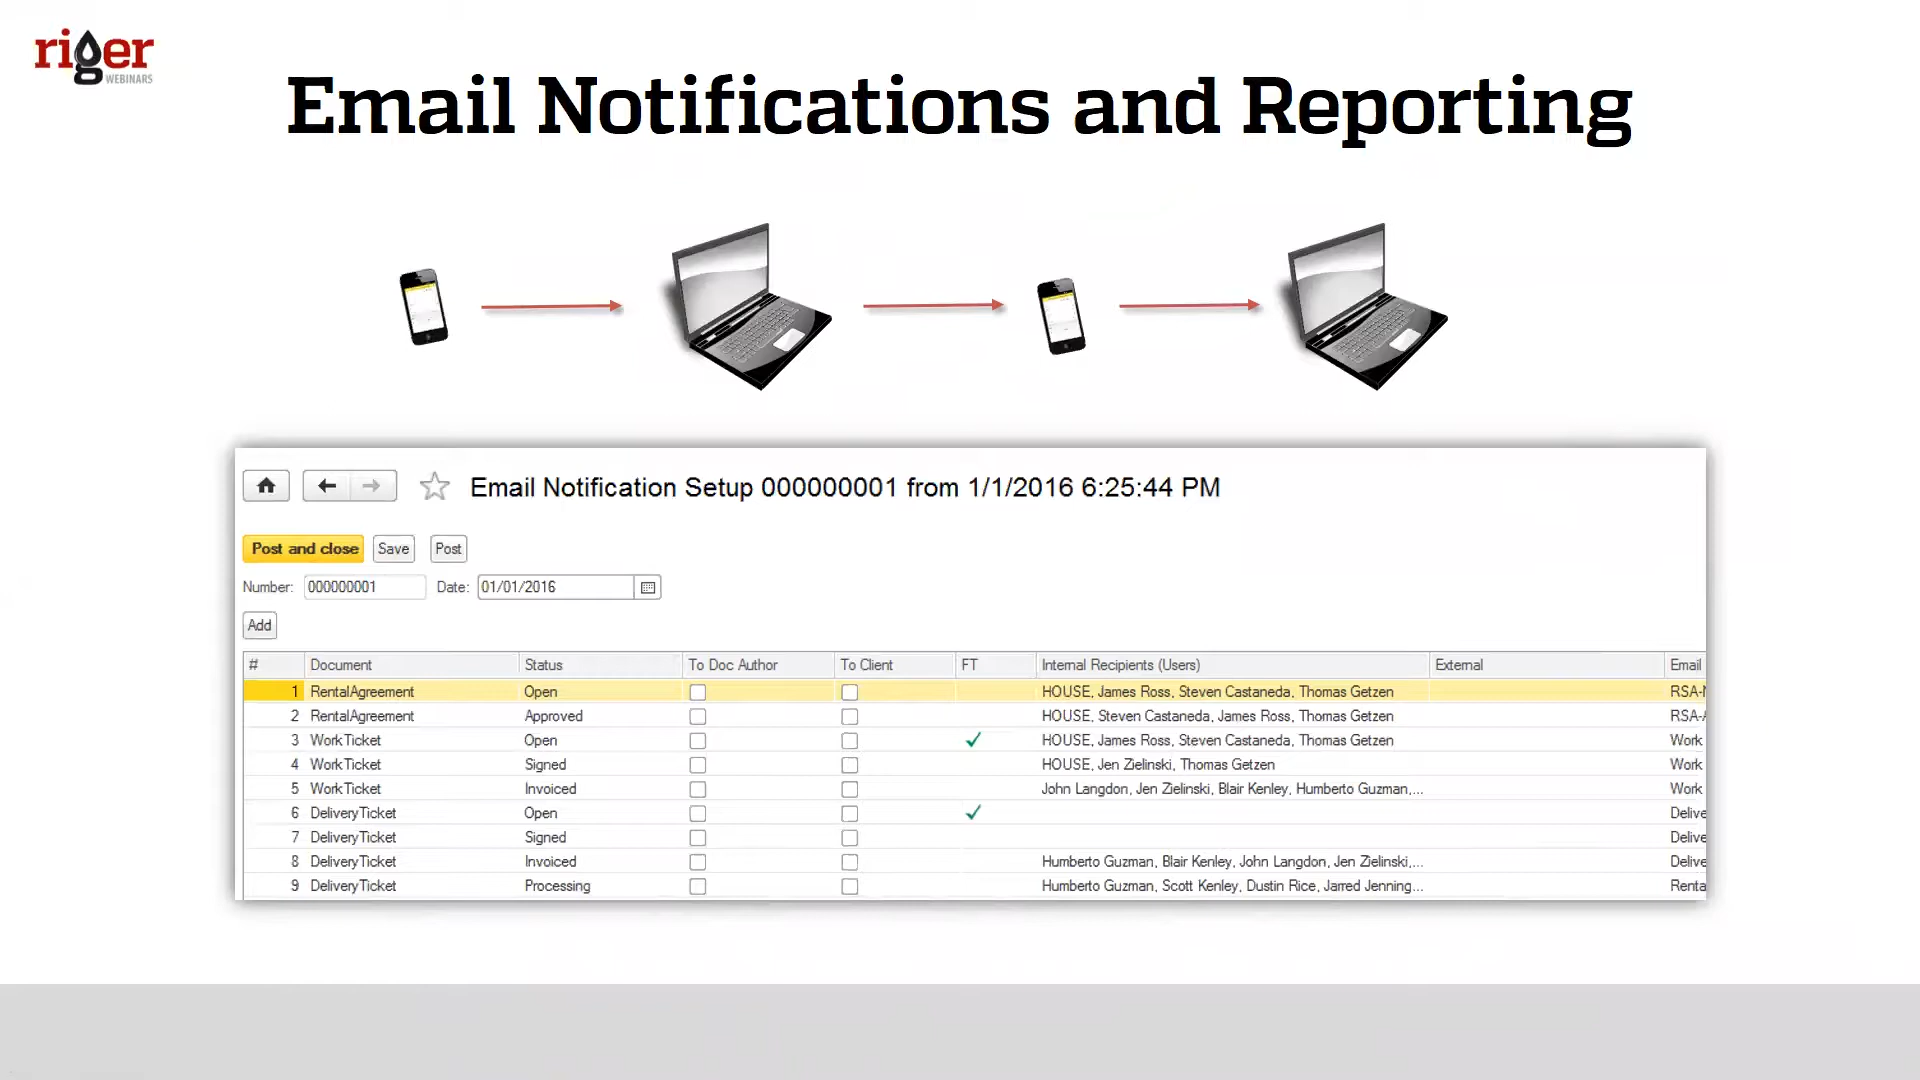 riger
WEBINARS
Email Notifications and Reporting
Email Notification Setup 000000001 from 1/1/2016 6:25:44 PM
Post and close Save Post
Number: 000000001 Date: 01/01/2016
Add
# Document Status To Doc Author To Client FT Internal Recipients (Users) External Email
1 RentalAgreement Open HOUSE, James Ross, Steven Castaneda, Thomas Getzen RSA-N
2 RentalAgreement Approved HOUSE, Steven Castaneda, James Ross, Thomas Getzen RSA-A
3 WorkTicket Open HOUSE, James Ross, Steven Castaneda, Thomas Getzen Work
4 WorkTicket Signed HOUSE, Jen Zielinski, Thomas Getzen Work
5 WorkTicket Invoiced John Langdon, Jen Zielinski, Blair Kenley, Humberto Guzman,... Work
6 DeliveryTicket Open Delive
7 DeliveryTicket Signed Delive
8 DeliveryTicket Invoiced Humberto Guzman, Blair Kenley, John Langdon, Jen Zielinski,... Delive
9 DeliveryTicket Processing Humberto Guzman, Scott Kenley, Dustin Rice, Jarred Jenning... Renta